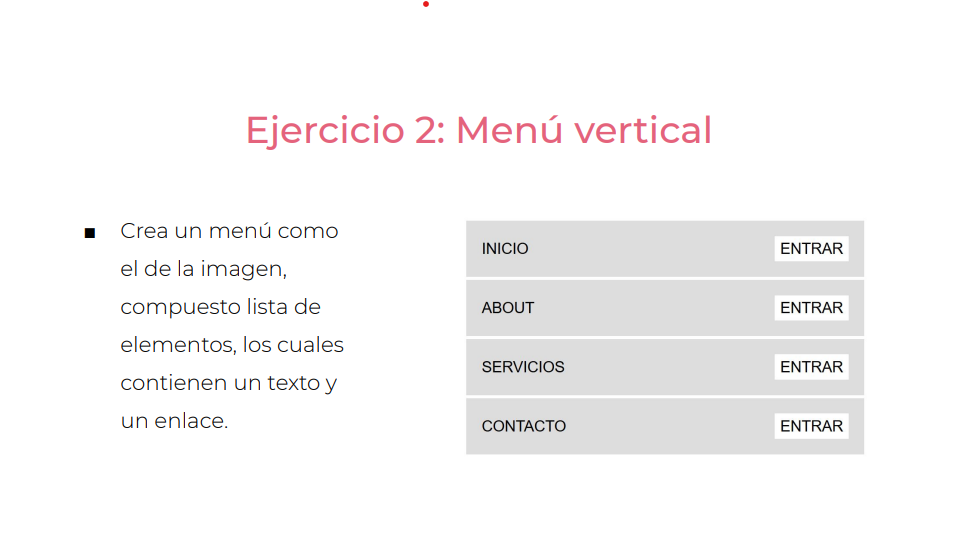 Ejercicio 2: Menú vertical
■ Crea un menú como
el de la imagen,
compuesto lista de
elementos, los cuales
contienen un texto y
un enlace.
INICIO ENTRAR
ABOUT ENTRAR
SERVICIOS ENTRAR
CONTACTO ENTRAR